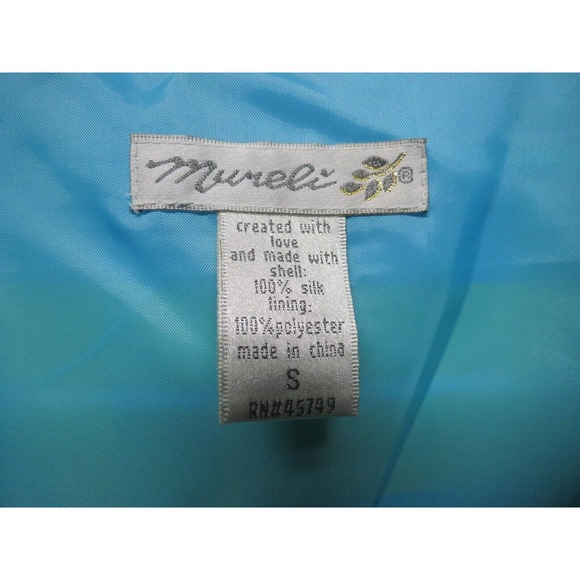 mureli ®
created with
love
and made with
shell:
100% silk
lining:
100%polyester
made in china
S
RN#45749